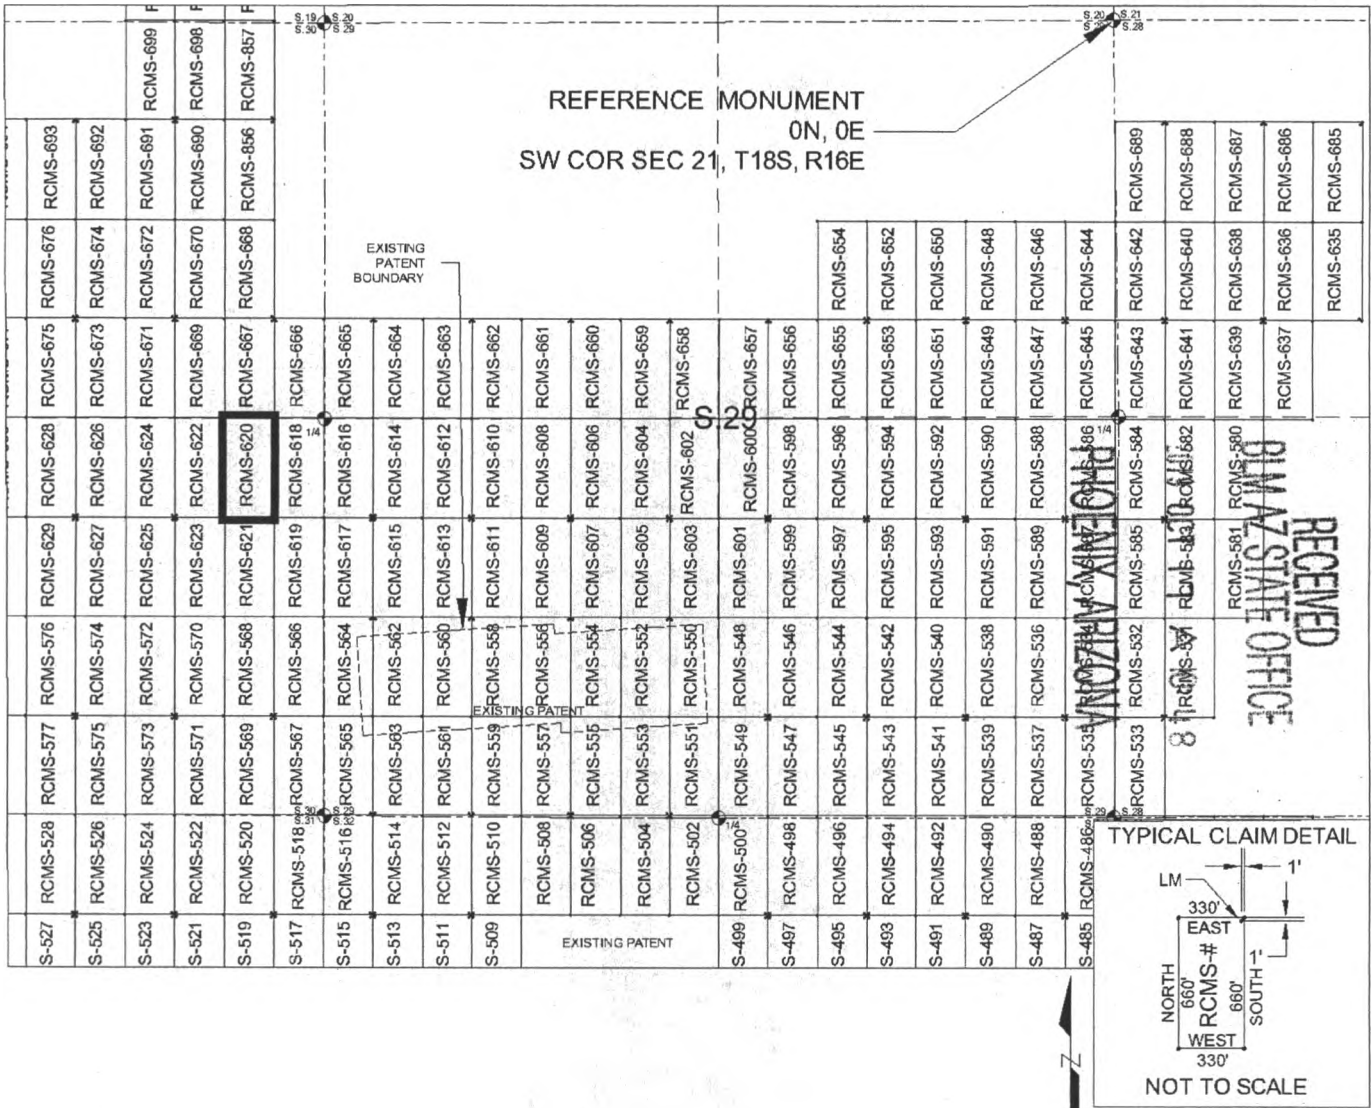 S.19 S.20
S.30 S.29
S.20 S.21
S.29 S.28
RCMS-699
RCMS-698
RCMS-857
REFERENCE MONUMENT
0N, 0E
SW COR SEC 21, T18S, R16E
RCMS-693
RCMS-692
RCMS-691
RCMS-690
RCMS-856
RCMS-689
RCMS-688
RCMS-687
RCMS-686
RCMS-685
RCMS-676
RCMS-674
RCMS-672
RCMS-670
RCMS-668
EXISTING
PATENT
BOUNDARY
RCMS-654
RCMS-652
RCMS-650
RCMS-648
RCMS-646
RCMS-644
RCMS-642
RCMS-640
RCMS-638
RCMS-636
RCMS-635
RCMS-675
RCMS-673
RCMS-671
RCMS-669
RCMS-667
RCMS-666
RCMS-665
RCMS-664
RCMS-663
RCMS-662
RCMS-661
RCMS-660
RCMS-659
RCMS-658
RCMS-657
RCMS-656
RCMS-655
RCMS-653
RCMS-651
RCMS-649
RCMS-647
RCMS-645
RCMS-643
RCMS-641
RCMS-639
RCMS-637
S.29
1/4
1/4
RCMS-628
RCMS-626
RCMS-624
RCMS-622
RCMS-620
RCMS-618
RCMS-616
RCMS-614
RCMS-612
RCMS-610
RCMS-608
RCMS-606
RCMS-604
RCMS-602
RCMS-600
RCMS-598
RCMS-596
RCMS-594
RCMS-592
RCMS-590
RCMS-588
RCMS-586
RCMS-584
RCMS-582
RCMS-580
RCMS-629
RCMS-627
RCMS-625
RCMS-623
RCMS-621
RCMS-619
RCMS-617
RCMS-615
RCMS-613
RCMS-611
RCMS-609
RCMS-607
RCMS-605
RCMS-603
RCMS-601
RCMS-599
RCMS-597
RCMS-595
RCMS-593
RCMS-591
RCMS-589
RCMS-585
RCMS-583
RCMS-581
RCMS-576
RCMS-574
RCMS-572
RCMS-570
RCMS-568
RCMS-566
RCMS-564
RCMS-562
RCMS-560
RCMS-558
RCMS-556
RCMS-554
RCMS-552
RCMS-550
RCMS-548
RCMS-546
RCMS-544
RCMS-542
RCMS-540
RCMS-538
RCMS-536
RCMS-532
EXISTING PATENT
RCMS-577
RCMS-575
RCMS-573
RCMS-571
RCMS-569
RCMS-567
RCMS-565
RCMS-563
RCMS-561
RCMS-559
RCMS-557
RCMS-555
RCMS-553
RCMS-551
RCMS-549
RCMS-547
RCMS-545
RCMS-543
RCMS-541
RCMS-539
RCMS-537
RCMS-535
RCMS-533
RECEIVED
BLM AZ STATE OFFICE
PHOENIX, ARIZONA
S.30 S.29
S.31 S.32
1/4
S.29 S.28
RCMS-528
RCMS-526
RCMS-524
RCMS-522
RCMS-520
RCMS-518
RCMS-516
RCMS-514
RCMS-512
RCMS-510
RCMS-508
RCMS-506
RCMS-504
RCMS-502
RCMS-500
RCMS-498
RCMS-496
RCMS-494
RCMS-492
RCMS-490
RCMS-488
RCMS-486
S-527
S-525
S-523
S-521
S-519
S-517
S-515
S-513
S-511
S-509
EXISTING PATENT
S-499
S-497
S-495
S-493
S-491
S-489
S-487
S-485
TYPICAL CLAIM DETAIL
1'
LM
330'
EAST
NORTH
660'
RCMS-#
660'
SOUTH
1'
WEST
330'
NOT TO SCALE
N